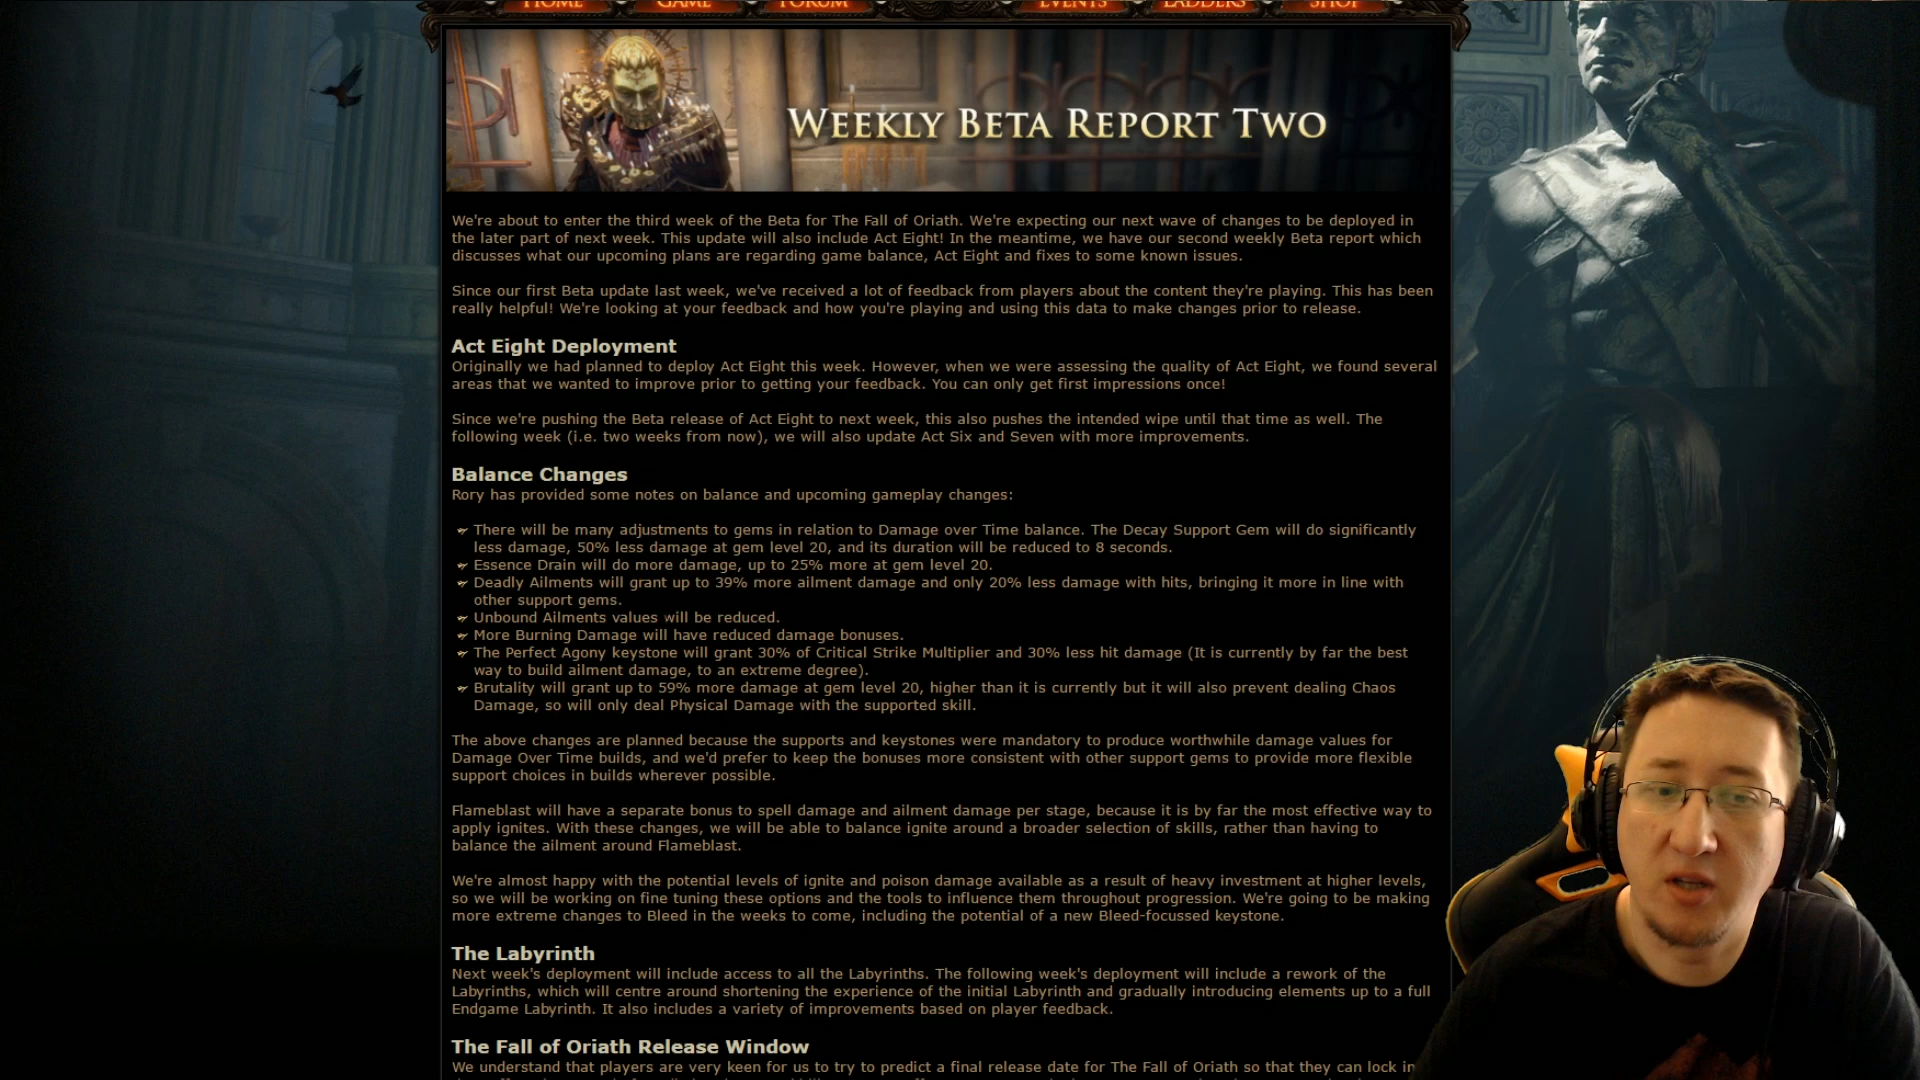 HOME GAME FORUM EVENTS LADDERS SHOP
WEEKLY BETA REPORT TWO
We're about to enter the third week of the Beta for The Fall of Oriath. We're expecting our next wave of changes to be deployed in
the later part of next week. This update will also include Act Eight! In the meantime, we have our second weekly Beta report which
discusses what our upcoming plans are regarding game balance, Act Eight and fixes to some known issues.
Since our first Beta update last week, we've received a lot of feedback from players about the content they're playing. This has been
really helpful! We're looking at your feedback and how you're playing and using this data to make changes prior to release.
Act Eight Deployment
Originally we had planned to deploy Act Eight this week. However, when we were assessing the quality of Act Eight, we found several
areas that we wanted to improve prior to getting your feedback. You can only get first impressions once!
Since we're pushing the Beta release of Act Eight to next week, this also pushes the intended wipe until that time as well. The
following week (i.e. two weeks from now), we will also update Act Six and Seven with more improvements.
Balance Changes
Rory has provided some notes on balance and upcoming gameplay changes:
There will be many adjustments to gems in relation to Damage over Time balance. The Decay Support Gem will do significantly
less damage, 50% less damage at gem level 20, and its duration will be reduced to 8 seconds.
Essence Drain will do more damage, up to 25% more at gem level 20.
Deadly Ailments will grant up to 39% more ailment damage and only 20% less damage with hits, bringing it more in line with
other support gems.
Unbound Ailments values will be reduced.
More Burning Damage will have reduced damage bonuses.
The Perfect Agony keystone will grant 30% of Critical Strike Multiplier and 30% less hit damage (It is currently by far the best
way to build ailment damage, to an extreme degree).
Brutality will grant up to 59% more damage at gem level 20, higher than it is currently but it will also prevent dealing Chaos
Damage, so will only deal Physical Damage with the supported skill.
The above changes are planned because the supports and keystones were mandatory to produce worthwhile damage values for
Damage Over Time builds, and we'd prefer to keep the bonuses more consistent with other support gems to provide more flexible
support choices in builds wherever possible.
Flameblast will have a separate bonus to spell damage and ailment damage per stage, because it is by far the most effective way to
apply ignites. With these changes, we will be able to balance ignite around a broader selection of skills, rather than having to
balance the ailment around Flameblast.
We're almost happy with the potential levels of ignite and poison damage available as a result of heavy investment at higher levels,
so we will be working on fine tuning these options and the tools to influence them throughout progression. We're going to be making
more extreme changes to Bleed in the weeks to come, including the potential of a new Bleed-focussed keystone.
The Labyrinth
Next week's deployment will include access to all the Labyrinths. The following week's deployment will include a rework of the
Labyrinths, which will centre around shortening the experience of the initial Labyrinth and gradually introducing elements up to a full
Endgame Labyrinth. It also includes a variety of improvements based on player feedback.
The Fall of Oriath Release Window
We understand that players are very keen for us to try to predict a final release date for The Fall of Oriath so that they can lock in